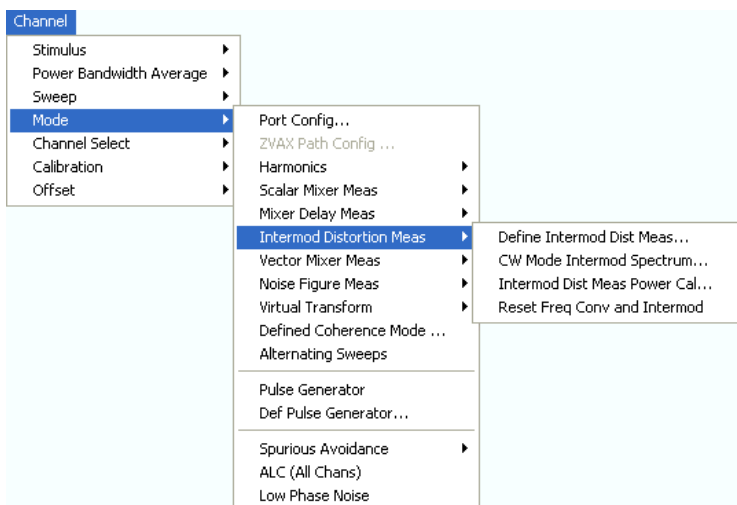 Channel
Stimulus
Power Bandwidth Average
Sweep
Mode
Channel Select
Calibration
Offset
Port Config...
ZVAX Path Config ...
Harmonics
Scalar Mixer Meas
Mixer Delay Meas
Intermod Distortion Meas
Vector Mixer Meas
Noise Figure Meas
Virtual Transform
Defined Coherence Mode ...
Alternating Sweeps
Pulse Generator
Def Pulse Generator...
Spurious Avoidance
ALC (All Chans)
Low Phase Noise
Define Intermod Dist Meas...
CW Mode Intermod Spectrum...
Intermod Dist Meas Power Cal...
Reset Freq Conv and Intermod